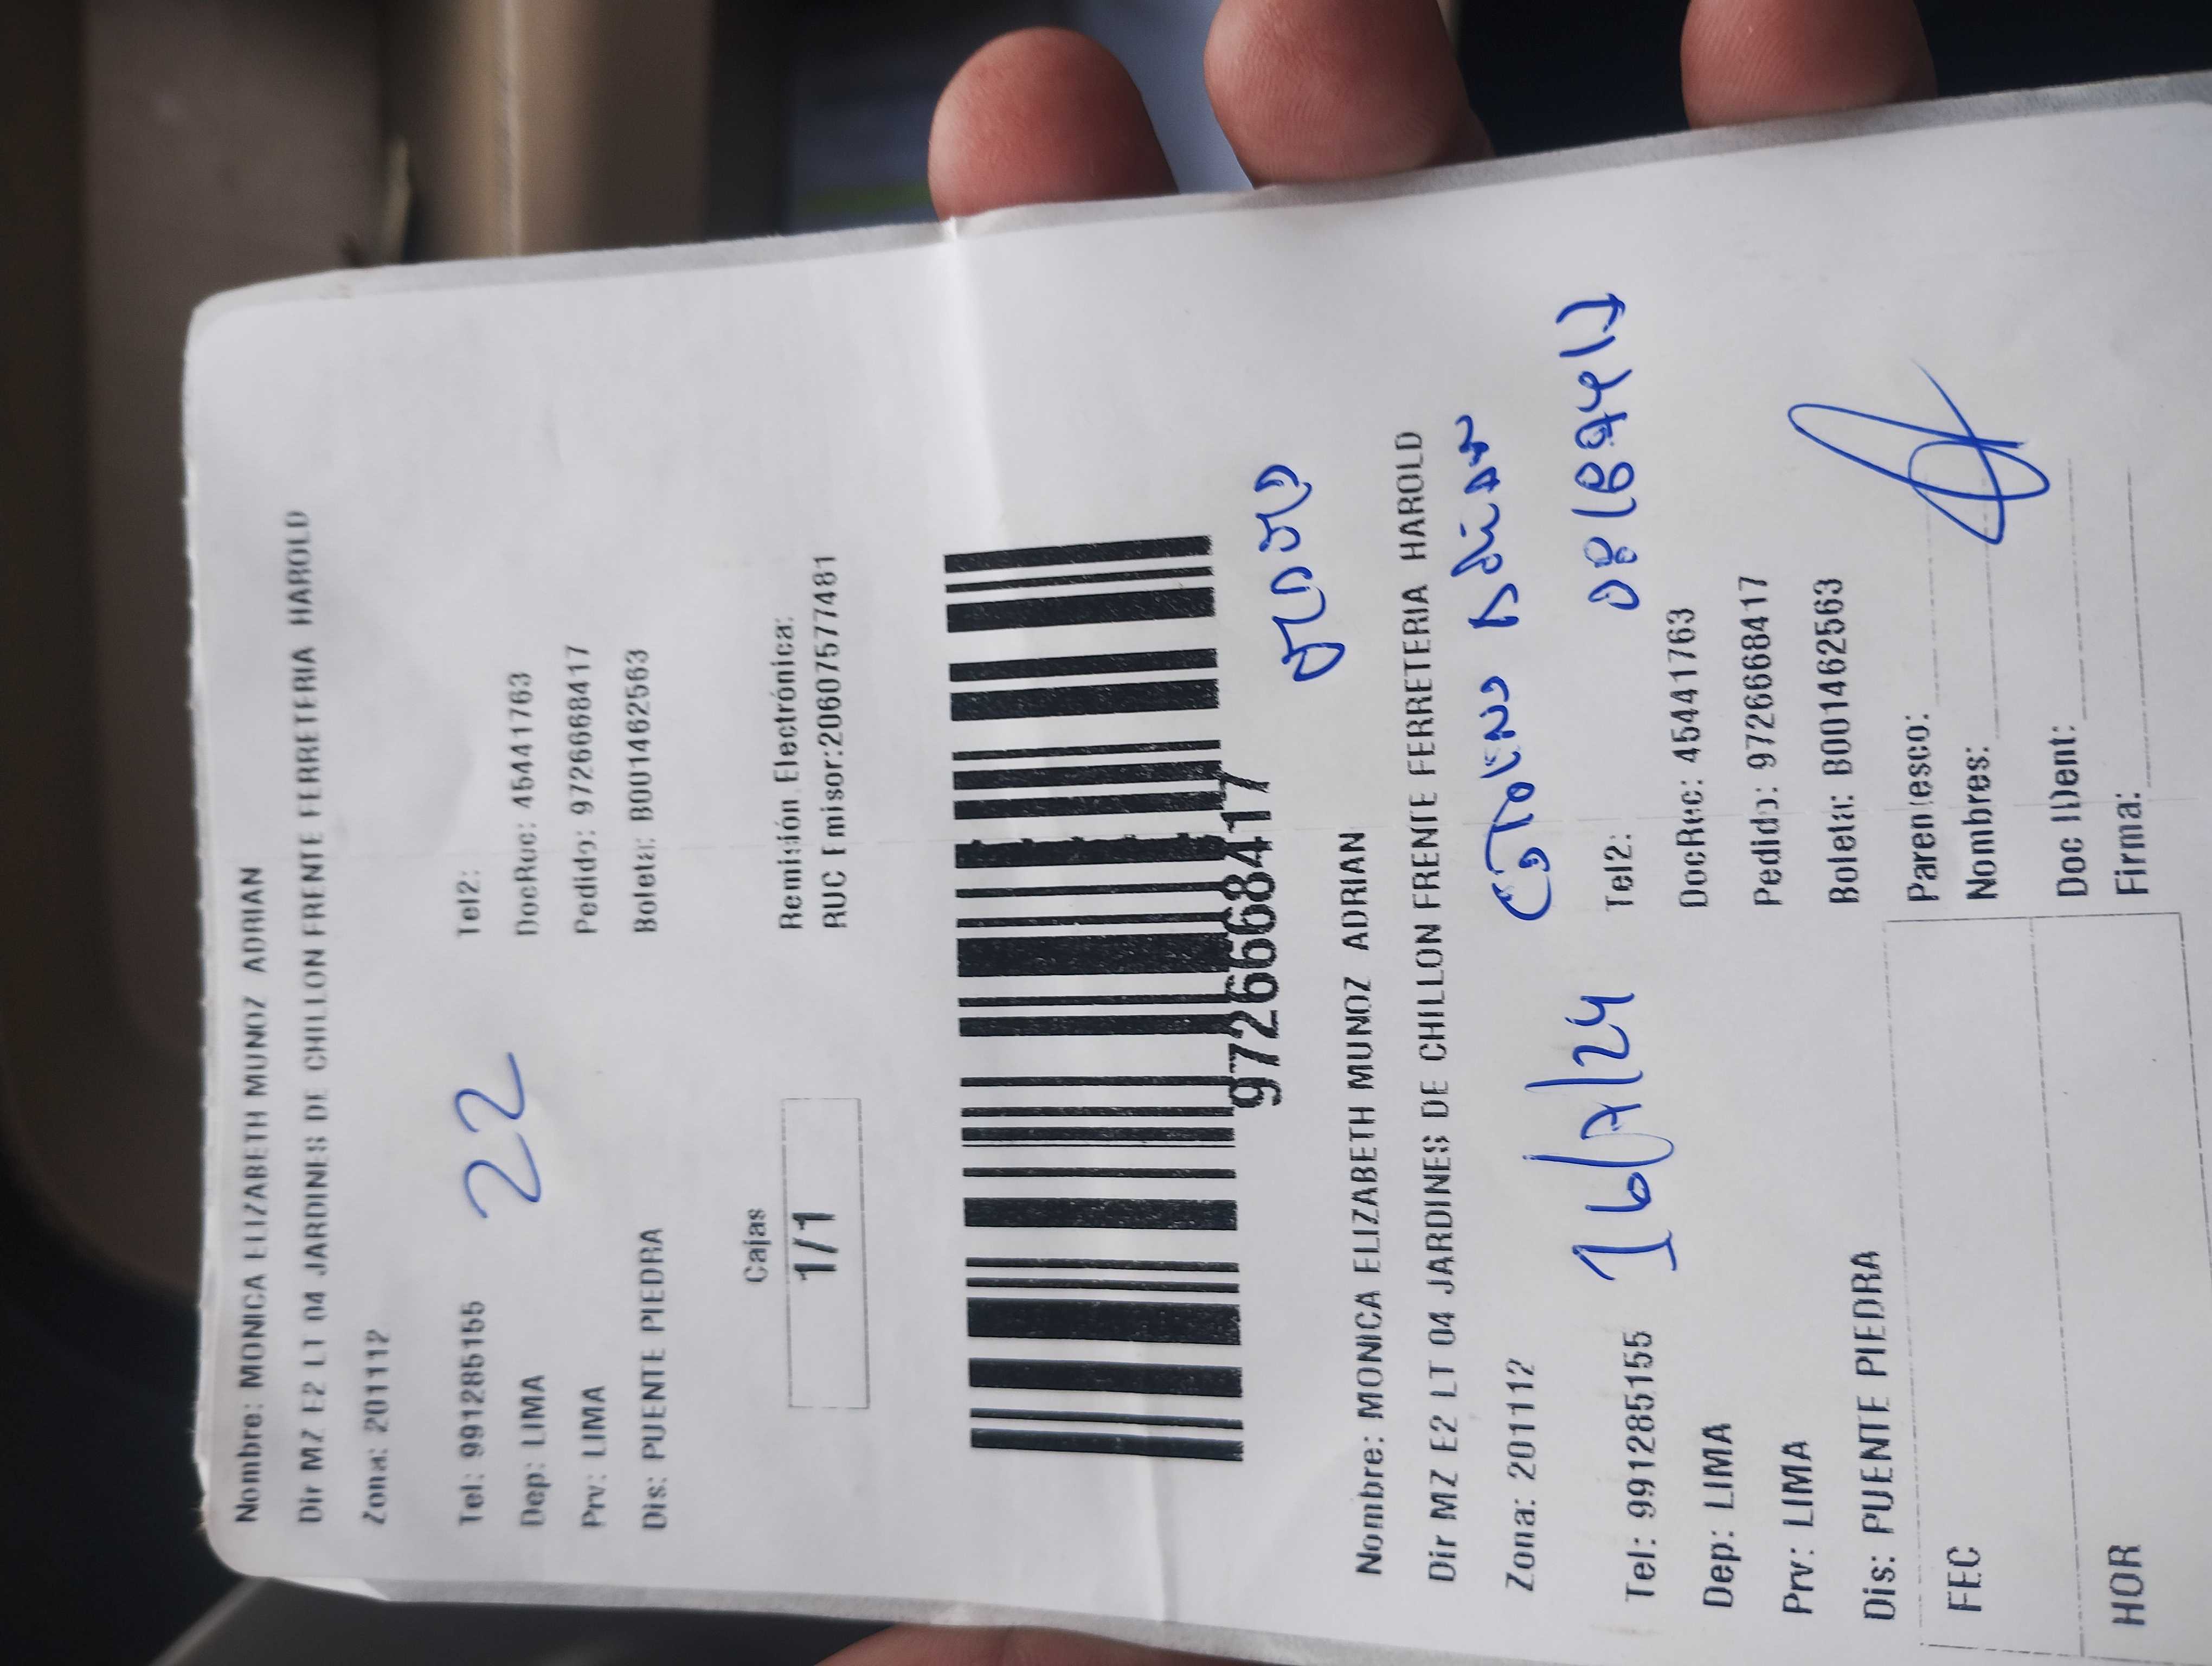 Nombre: MONICA ELIZABETH MUNOZ ADRIAN
Dir MZ E2 LT 04 JARDINES DE CHILLON FRENTE FERRETERIA HAROLD
Zona: 201112
Tel: 991285155 22 Tel2:
Dep: LIMA DocRuc: 45441763
Prv: LIMA Pedido: 9726668417
Dis: PUENTE PIEDRA Boleta: B001462563
Cajas
1/1
Remisión Electrónica:
RUC Emisor:20607577481
9726668417
Nombre: MONICA ELIZABETH MUNOZ ADRIAN
Dir MZ E2 LT 04 JARDINES DE CHILLON FRENTE FERRETERIA HAROLD
Zona: 201112
Tel: 991285155 16/7/24 Tel2:
Dep: LIMA DocRuc: 45441763
Prv: LIMA Pedido: 9726668417
Dis: PUENTE PIEDRA Boleta: B001462563
FEC
HOR
Parentesco:
Nombres:
Doc IDent:
Firma: